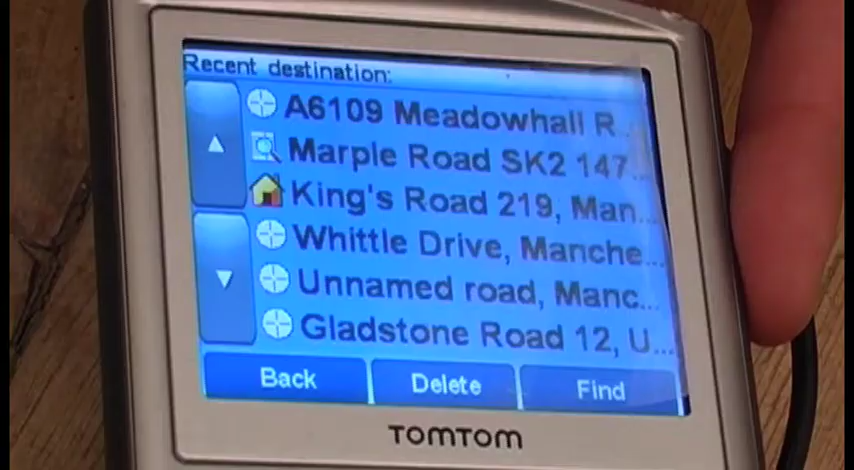 Recent destination:
A6109 Meadowhall R...
Marple Road SK2 147...
King's Road 219, Man...
Whittle Drive, Manche...
Unnamed road, Manc...
Gladstone Road 12, U...
Back Delete Find
TOMTOM